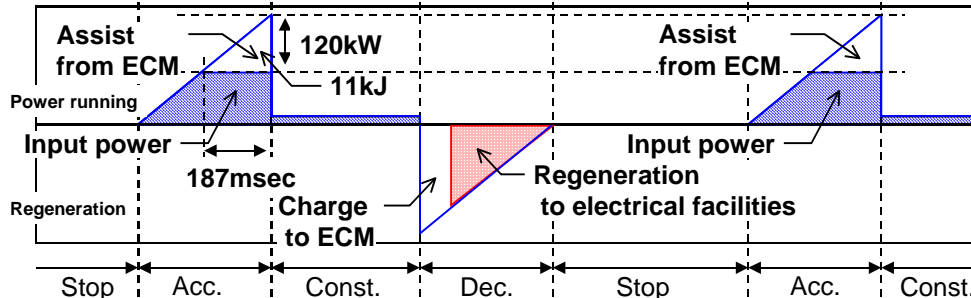 Assist
from ECM
120kW
11kJ
Assist
from ECM
Power running
Input power
187msec
Input power
Regeneration
Charge
to ECM
Regeneration
to electrical facilities
Stop
Acc.
Const.
Dec.
Stop
Acc.
Const.